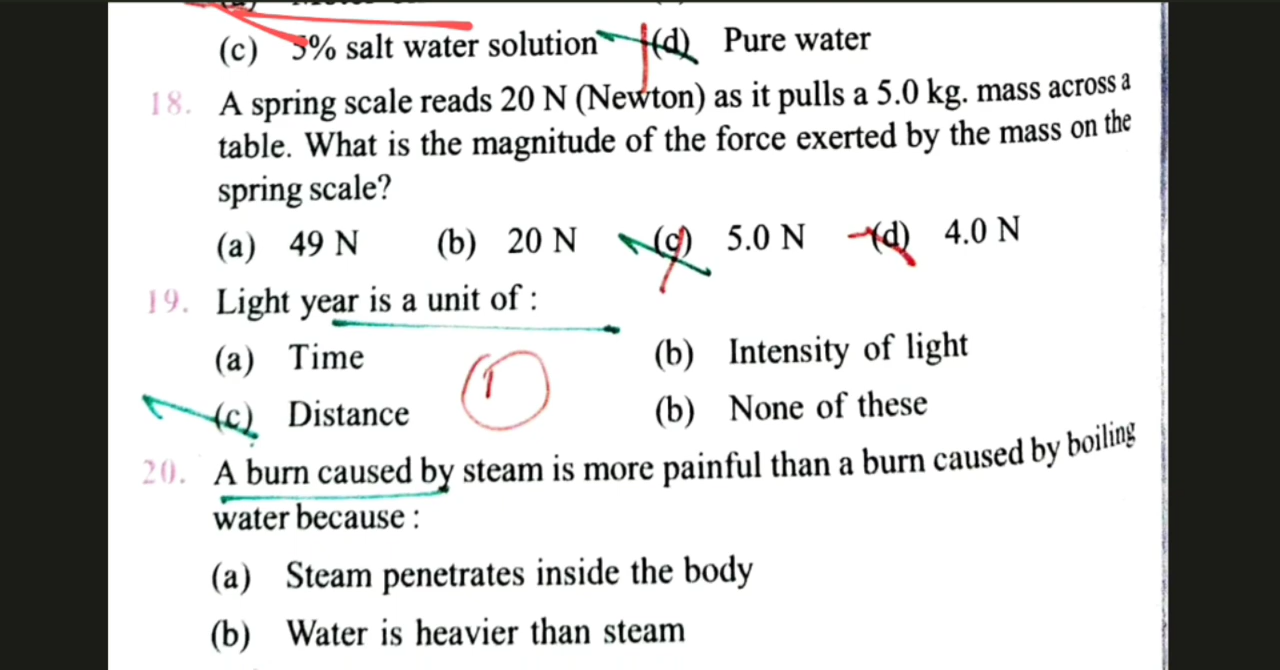 (c) 5% salt water solution (d) Pure water
18. A spring scale reads 20 N (Newton) as it pulls a 5.0 kg. mass across a
table. What is the magnitude of the force exerted by the mass on the
spring scale?
(a) 49 N (b) 20 N (c) 5.0 N (d) 4.0 N
19. Light year is a unit of :
(a) Time (b) Intensity of light
1
(c) Distance (b) None of these
20. A burn caused by steam is more painful than a burn caused by boiling
water because :
(a) Steam penetrates inside the body
(b) Water is heavier than steam